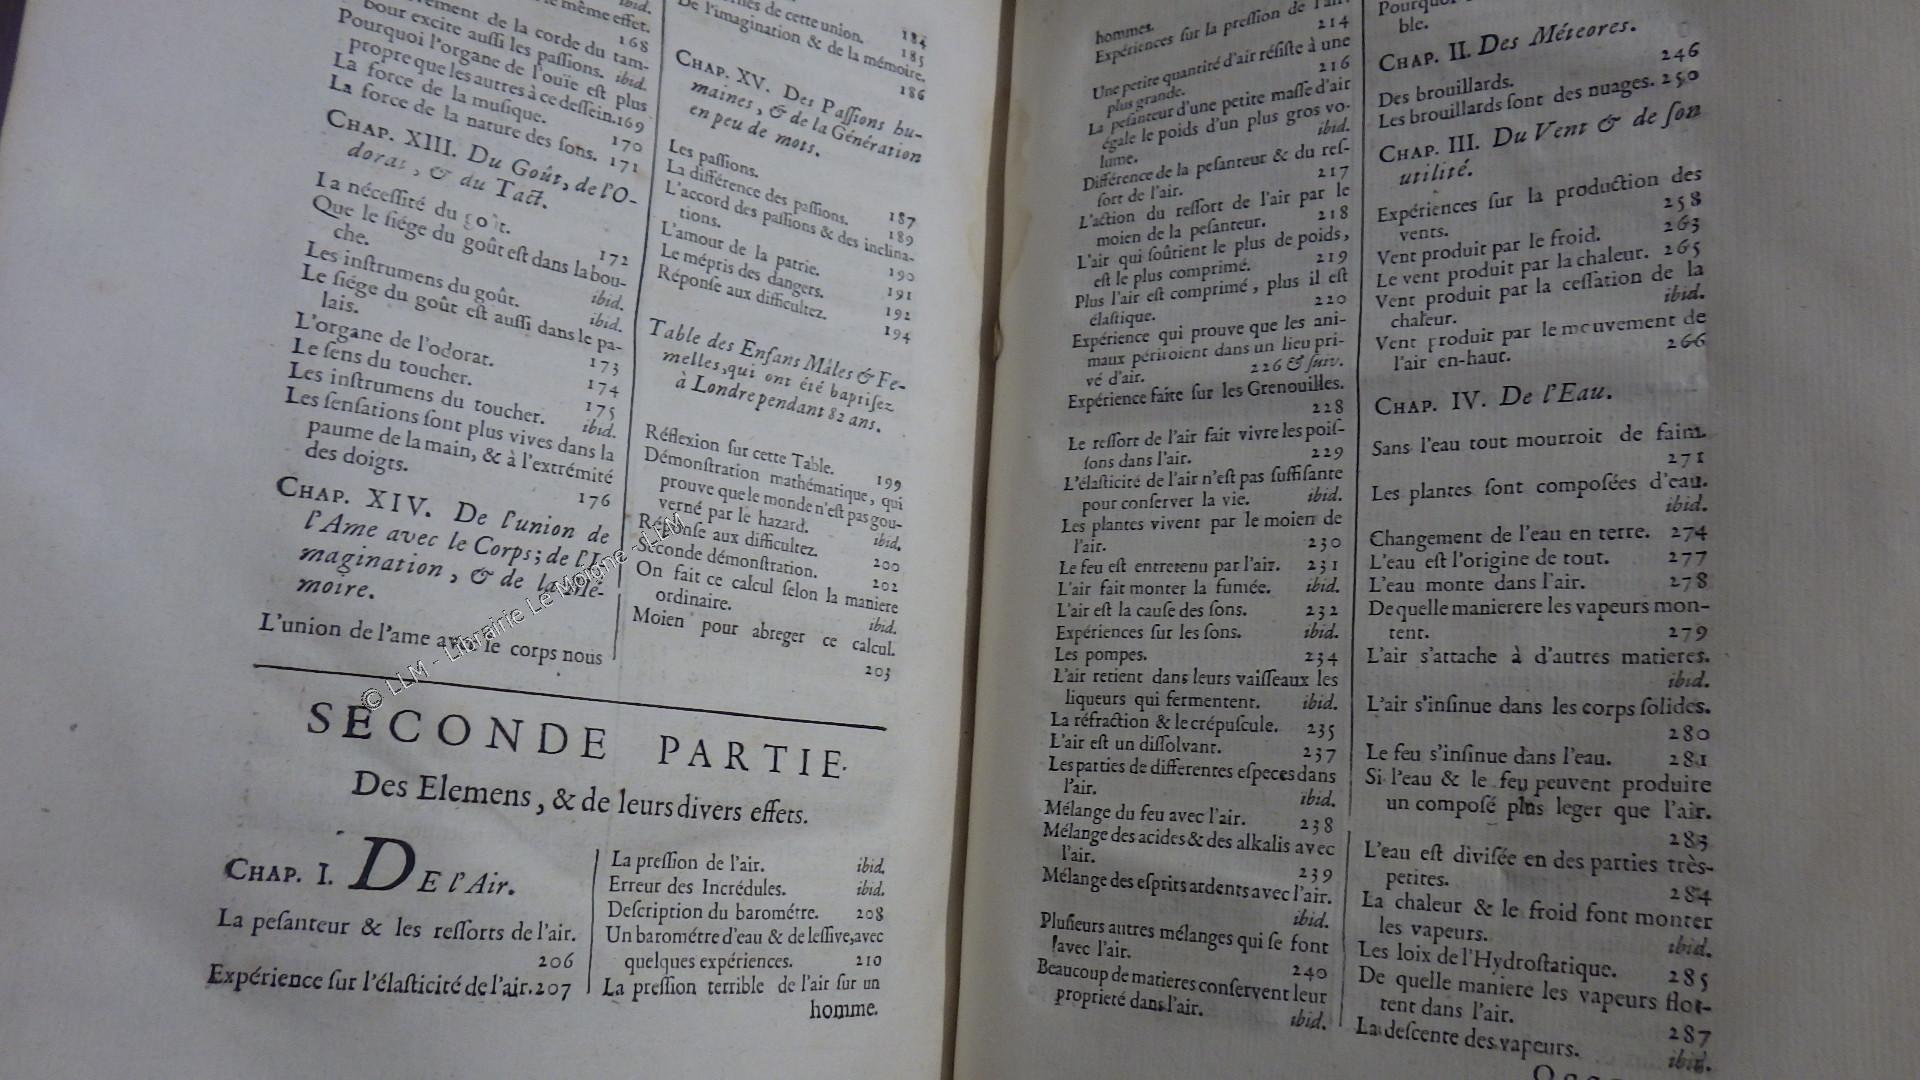 même effet.
ibid.
168
vement de la corde du tam-
bour excite aussi les passions. ibid.
Pourquoi l'organe de l'ouïe est plus
propre que les autres à ce dessein. 169
La force de la musique. 170
La force de la nature des sons. 171
CHAP. XIII. Du Goût, de l'O-
dorat, & du Tact.
La nécessité du goût. 172
Que le siége du goût est dans la bou-
che. ibid.
Les instrumens du goût. ibid.
Le siége du goût est aussi dans le pa-
lais. 173
L'organe de l'odorat. 174
Le sens du toucher. 175
Les instrumens du toucher. ibid.
Les sensations sont plus vives dans la
paume de la main, & à l'extrémité
des doigts. 176
CHAP. XIV. De l'union de
l'Ame avec le Corps; de l'I-
magination, & de la Mé-
moire.
L'union de l'ame avec le corps nous
de cette union. 184
De l'imagination & de la mémoire. 185
186
CHAP. XV. Des Passions hu-
maines, & de la Génération
en peu de mots.
Les passions. 187
La différence des passions. 189
L'accord des passions & des inclina-
tions. 190
L'amour de la patrie. 191
Le mépris des dangers. 192
Réponse aux difficultez. 194
Table des Enfans Mâles & Fe-
melles, qui ont été baptisez
à Londre pendant 82 ans.
Réflexion sur cette Table. 199
Démonstration mathématique, qui
prouve que le monde n'est pas gou-
verné par le hazard. ibid.
Réponse aux difficultez. 200
Seconde démonstration. 202
On fait ce calcul selon la maniere
ordinaire. ibid.
Moien pour abreger ce calcul.
203
SECONDE PARTIE.
Des Elemens, & de leurs divers effets.
CHAP. I. DE l'Air.
La pesanteur & les ressorts de l'air.
206
Expérience sur l'élasticité de l'air. 207
La pression de l'air. ibid.
Erreur des Incrédules. ibid.
Description du barométre. 208
Un barométre d'eau & de lessive, avec
quelques expériences. 210
La pression terrible de l'air sur un
homme.
hommes.
Expériences sur la pression de l'air.
214
Une petite quantité d'air résiste à une
plus grande. 216
La pesanteur d'une petite masse d'air
égale le poids d'un plus gros vo-
lume. ibid.
Différence de la pesanteur & du res-
sort de l'air. 217
L'action du ressort de l'air par le
moien de la pesanteur. 218
L'air qui soûtient le plus de poids,
est le plus comprimé. 219
Plus l'air est comprimé, plus il est
élastique. 220
Expérience qui prouve que les ani-
maux périroient dans un lieu pri-
vé d'air. 226 & suiv.
Expérience faite sur les Grenouilles.
228
Le ressort de l'air fait vivre les pois-
sons dans l'air. 229
L'élasticité de l'air n'est pas suffisante
pour conserver la vie. ibid.
Les plantes vivent par le moien de
l'air. 230
Le feu est entretenu par l'air. 231
L'air fait monter la fumée. ibid.
L'air est la cause des sons. 232
Expériences sur les sons. ibid.
Les pompes. 234
L'air retient dans leurs vaisseaux les
liqueurs qui fermentent. ibid.
La réfraction & le crépuscule. 235
L'air est un dissolvant. 237
Les parties de differentes especes dans
l'air. ibid.
Mélange du feu avec l'air. 238
Mélange des acides & des alkalis avec
l'air. 239
Mélange des esprits ardents avec l'air.
ibid.
Plusieurs autres mélanges qui se font
avec l'air. 240
Beaucoup de matieres conservent leur
proprieté dans l'air. ibid.
Pourquoi
ble.
CHAP. II. Des Méteores.
246
Des brouillards.
Les brouillards sont des nuages. 250
CHAP. III. Du Vent & de son
utilité.
Expériences sur la production des
vents. 258
Vent produit par le froid. 263
Le vent produit par la chaleur. 265
Vent produit par la cessation de la
chaleur. ibid.
Vent produit par le mouvement de
l'air en-haut. 266
CHAP. IV. De l'Eau.
Sans l'eau tout mourroit de faim.
271
Les plantes sont composées d'eau.
ibid.
Changement de l'eau en terre. 274
L'eau est l'origine de tout. 277
L'eau monte dans l'air. 278
De quelle manierere les vapeurs mon-
tent. 279
L'air s'attache à d'autres matieres.
ibid.
L'air s'insinue dans les corps solides.
280
Le feu s'insinue dans l'eau. 281
Si l'eau & le feu peuvent produire
un composé plus leger que l'air.
283
L'eau est divisée en des parties très-
petites. 284
La chaleur & le froid font monter
les vapeurs. ibid.
Les loix de l'Hydrostatique. 285
De quelle maniere les vapeurs flot-
tent dans l'air. 287
La descente des vapeurs. ibid.
© LLM - Librairie Le Moigne - LLM